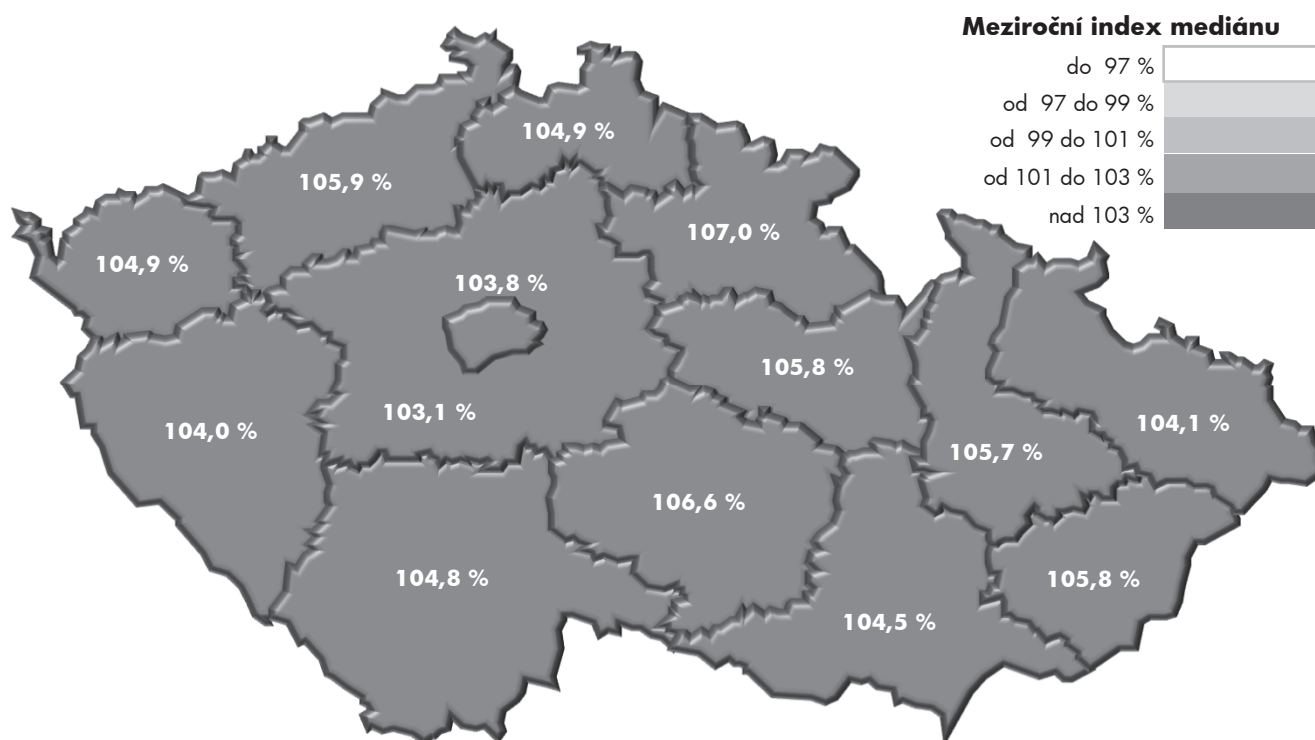 Meziroční index mediánu
do 97 %
od 97 do 99 %
od 99 do 101 %
od 101 do 103 %
nad 103 %
104,9 %
105,9 %
107,0 %
104,9 %
103,8 %
105,8 %
103,1 %
104,1 %
104,0 %
105,7 %
106,6 %
104,8 %
105,8 %
104,5 %